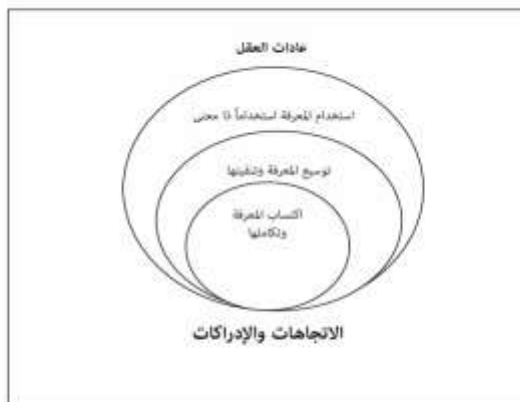 عادات العقل
استخدام المعرفة استخداماً ذا معنى
توسيع المعرفة وتنقيتها
اكتساب المعرفة
وتكاملها
الاتجاهات والإدراكات